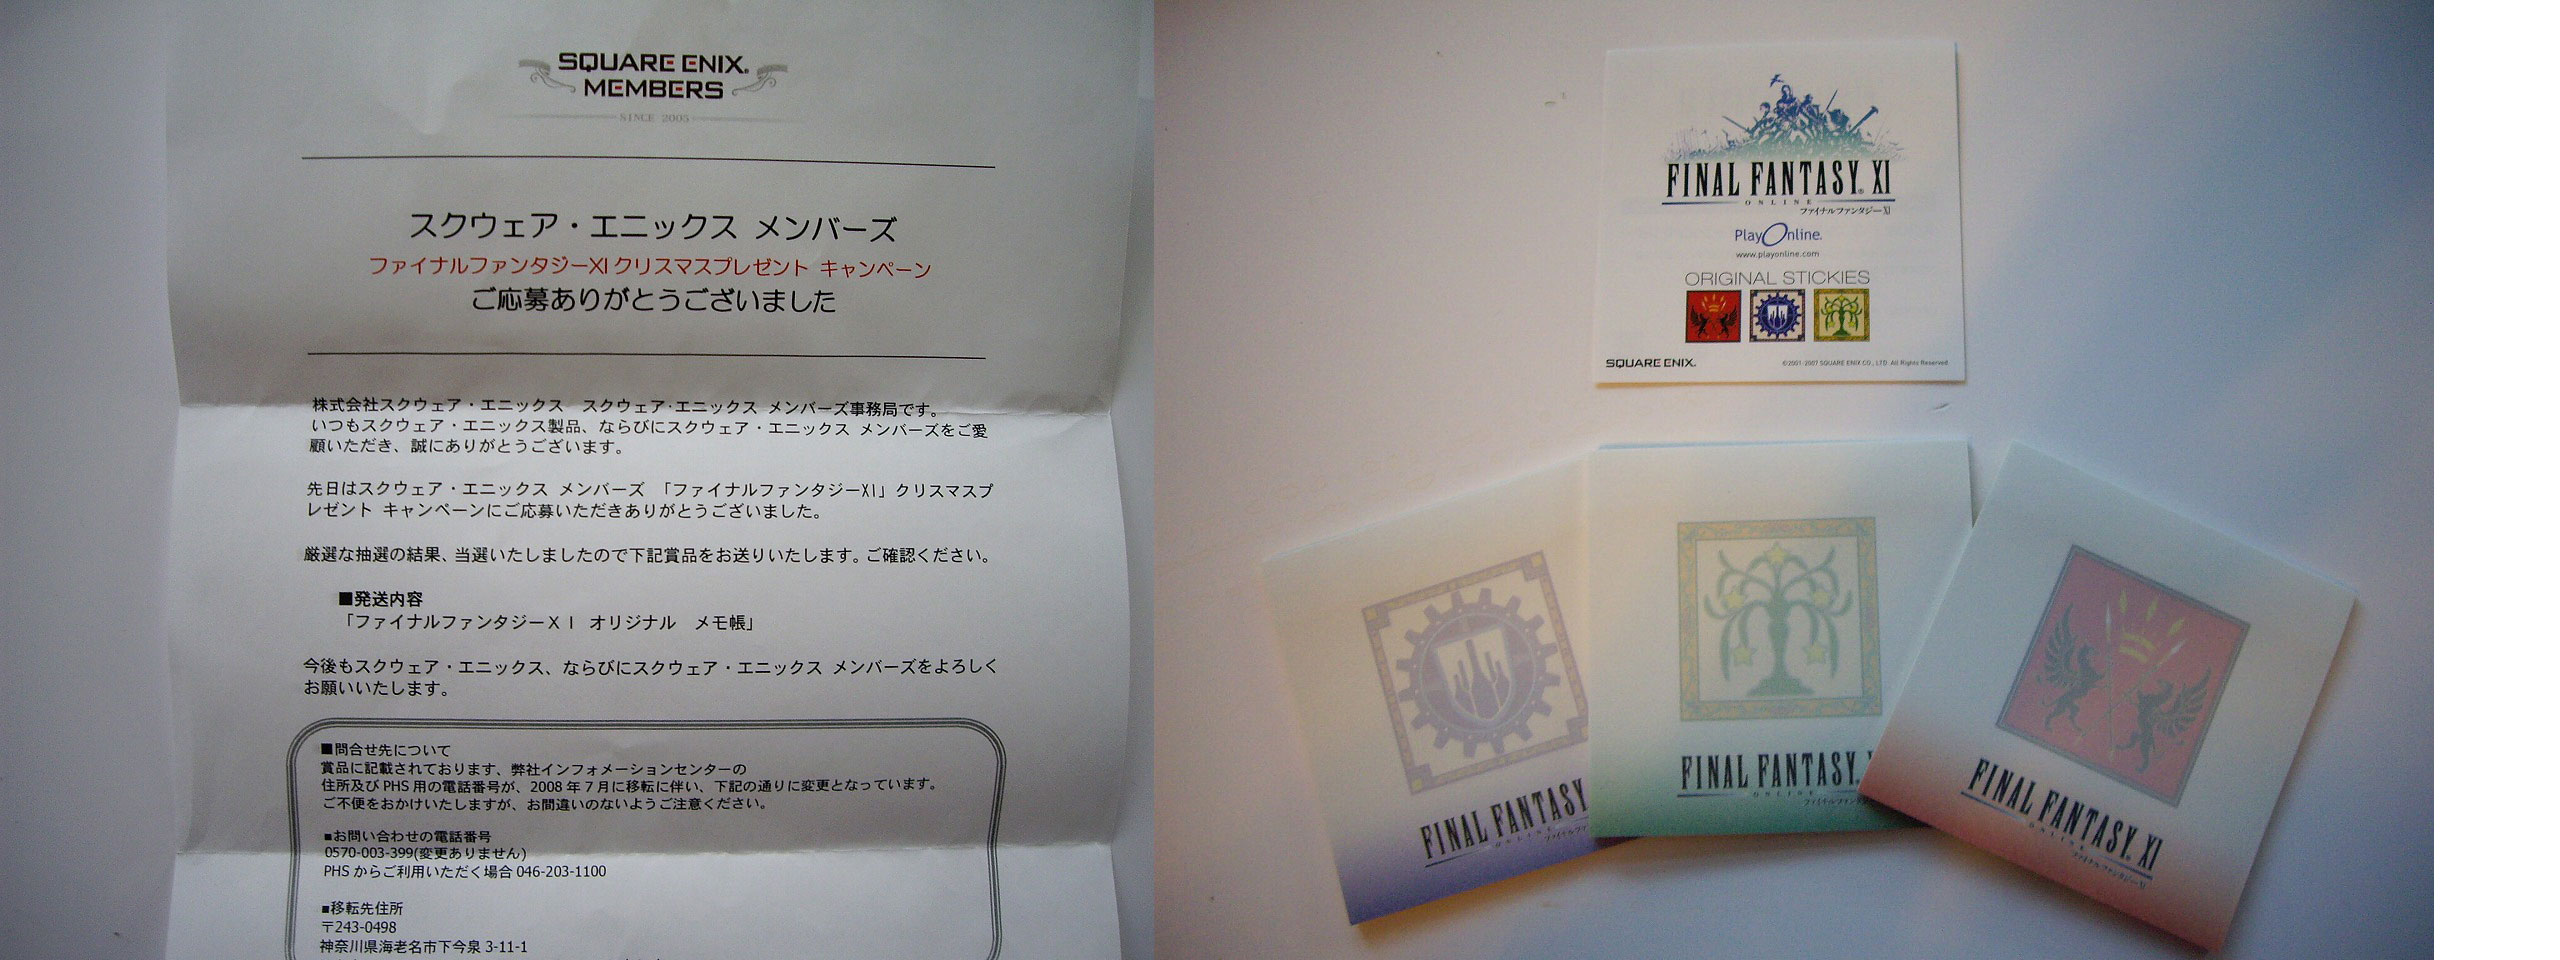 SQUARE ENIX®
MEMBERS
SINCE 2005
スクウェア・エニックス メンバーズ
ファイナルファンタジーXI クリスマスプレゼント キャンペーン
ご応募ありがとうございました
株式会社スクウェア・エニックス　スクウェア・エニックス メンバーズ事務局です。
いつもスクウェア・エニックス製品、ならびにスクウェア・エニックス メンバーズをご愛
顧いただき、誠にありがとうございます。
先日はスクウェア・エニックス メンバーズ 「ファイナルファンタジーXI」クリスマスプ
レゼント キャンペーンにご応募いただきありがとうございました。
厳選な抽選の結果、当選いたしましたので下記賞品をお送りいたします。ご確認ください。
■発送内容
「ファイナルファンタジーＸＩ オリジナル　メモ帳」
今後もスクウェア・エニックス、ならびにスクウェア・エニックス メンバーズをよろしく
お願いいたします。
■問合せ先について
賞品に記載されております、弊社インフォメーションセンターの
住所及び PHS 用の電話番号が、2008 年 7 月に移転に伴い、下記の通りに変更となっています。
ご不便をおかけいたしますが、お間違いのないようご注意ください。
■お問い合わせの電話番号
0570-003-399(変更ありません)
PHS からご利用いただく場合 046-203-1100
■移転先住所
〒243-0498
神奈川県海老名市下今泉 3-11-1
FINAL FANTASY® XI
ONLINE
ファイナルファンタジーXI
PlayOnline®
www.playonline.com
ORIGINAL STICKIES
SQUARE ENIX®
©2001-2007 SQUARE ENIX CO., LTD. All Rights Reserved
FINAL FANTASY
ONLINE
ファイナルファ
FINAL FANTASY®
ONLINE
ファイナルファンタ
FINAL FANTASY® XI
ONLINE
ファイナルファンタジーXI